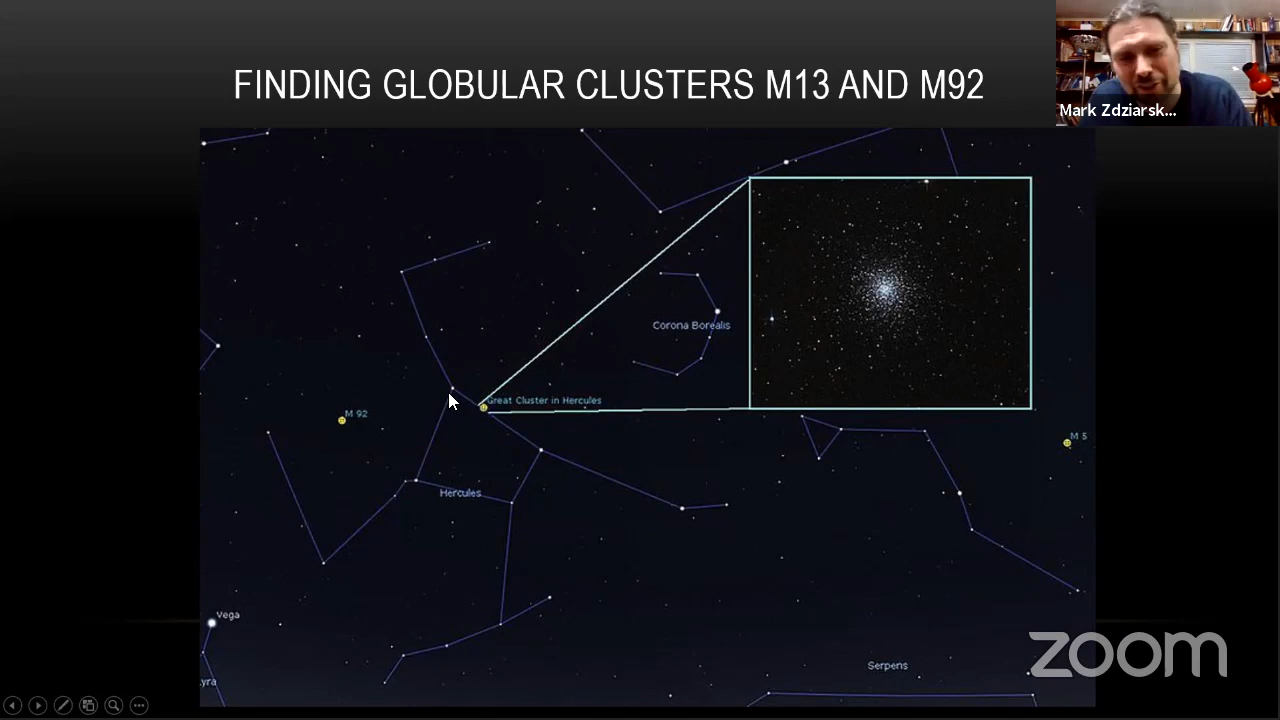 FINDING GLOBULAR CLUSTERS M13 AND M92
Mark Zdziarsk...
Corona Borealis
Great Cluster in Hercules
M 92
M 5
Hercules
Vega
Serpens
yra
zoom